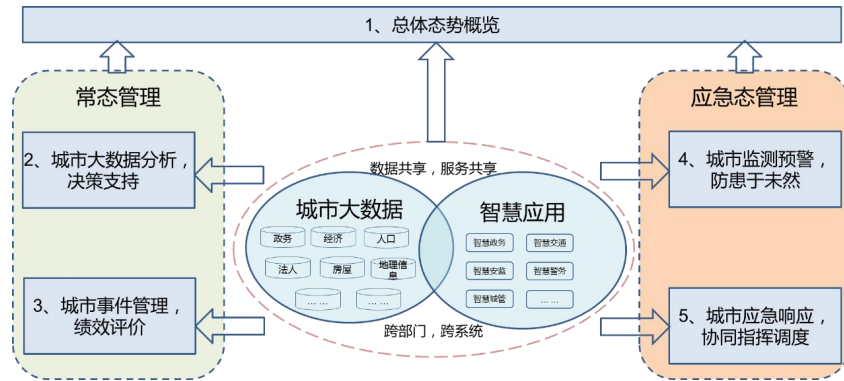 1、总体态势概览
常态管理
2、城市大数据分析，
决策支持
3、城市事件管理，
绩效评价
数据共享，服务共享
城市大数据
政务
经济
人口
法人
房屋
地理信
息
... ...
... ...
智慧应用
智慧政务
智慧交通
智慧安监
智慧警务
智慧城管
... ...
跨部门，跨系统
应急态管理
4、城市监测预警，
防患于未然
5、城市应急响应，
协同指挥调度